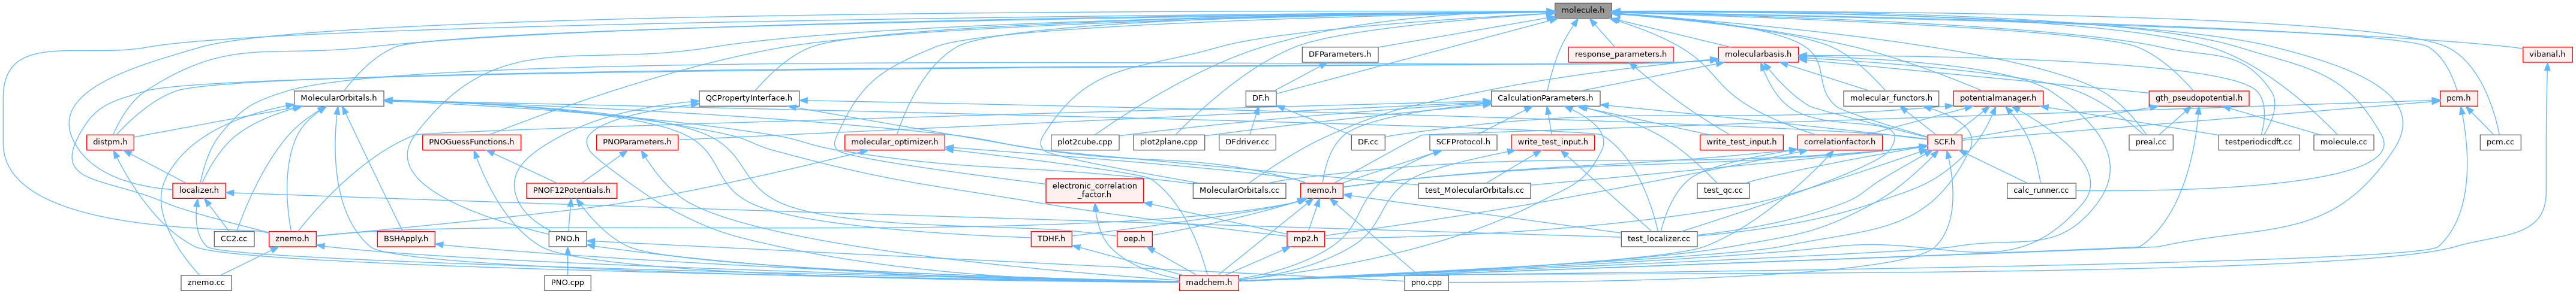 molecule.h
DFParameters.h
response_parameters.h
molecularbasis.h
vibanal.h
MolecularOrbitals.h
QCPropertyInterface.h
DF.h
CalculationParameters.h
molecular_functors.h
potentialmanager.h
gth_pseudopotential.h
pcm.h
distpm.h
PNOGuessFunctions.h
PNOParameters.h
molecular_optimizer.h
plot2cube.cpp
plot2plane.cpp
DFdriver.cc
DF.cc
SCFProtocol.h
write_test_input.h
write_test_input.h
correlationfactor.h
SCF.h
preal.cc
testperiodicdft.cc
molecule.cc
pcm.cc
localizer.h
PNOF12Potentials.h
electronic_correlation
_factor.h
MolecularOrbitals.cc
nemo.h
test_MolecularOrbitals.cc
test_qc.cc
calc_runner.cc
CC2.cc
znemo.h
BSHApply.h
PNO.h
TDHF.h
oep.h
mp2.h
test_localizer.cc
znemo.cc
PNO.cpp
madchem.h
pno.cpp